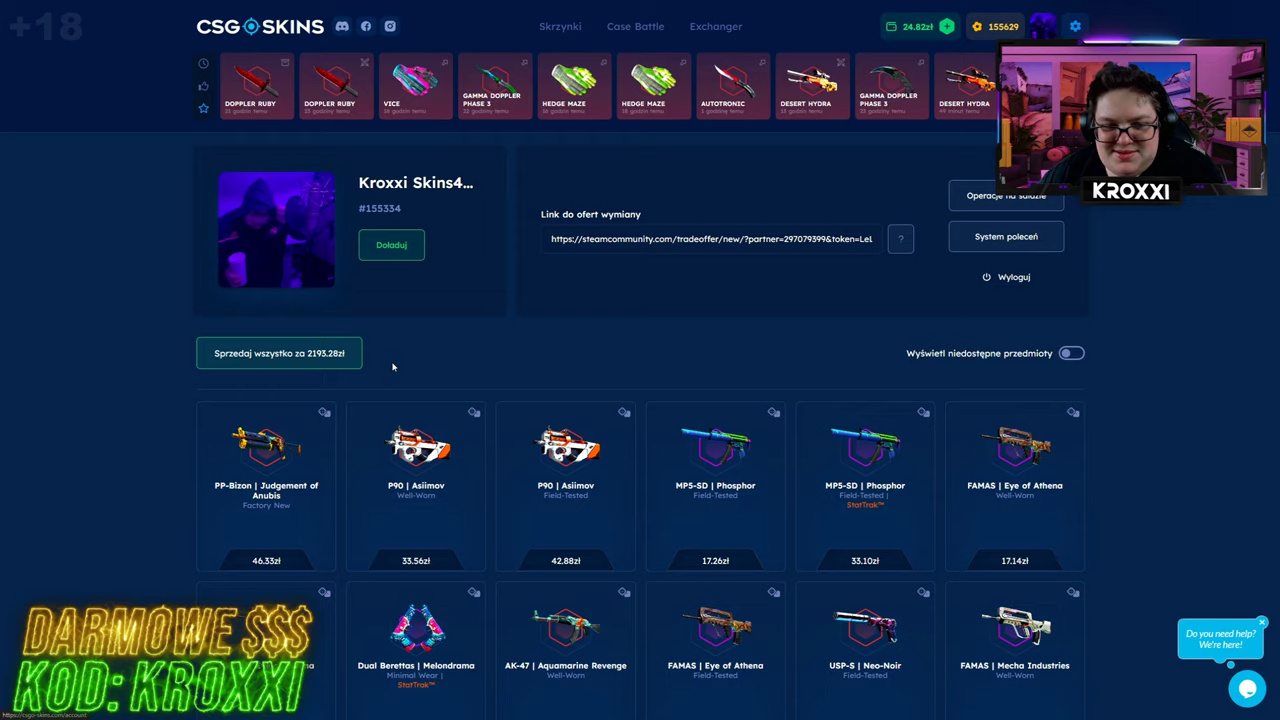 +18
CSG SKINS
Skrzynki
Case Battle
Exchanger
24.82zł
155629
DOPPLER RUBY
DOPPLER RUBY
VICE
GAMMA DOPPLER
PHASE 3
HEDGE MAZE
HEDGE MAZE
AUTOTRONIC
DESERT HYDRA
GAMMA DOPPLER
PHASE 3
DESERT HYDRA
KROXXI
Kroxxi Skins4...
#155334
Doładuj
Link do ofert wymiany
https://steamcommunity.com/tradeoffer/new/?partner=297079399&token=Lel
?
Operacje na saldzie
System poleceń
Wyloguj
Sprzedaj wszystko za 2193.28zł
Wyświetl niedostępne przedmioty
PP-Bizon | Judgement of
Anubis
Factory New
46.33zł
P90 | Asiimov
Well-Worn
33.56zł
P90 | Asiimov
Field-Tested
42.88zł
MP5-SD | Phosphor
Field-Tested
17.26zł
MP5-SD | Phosphor
Field-Tested |
StatTrak™
33.10zł
FAMAS | Eye of Athena
Well-Worn
17.14zł
Dual Berettas | Melondrama
Minimal Wear |
StatTrak™
AK-47 | Aquamarine Revenge
Well-Worn
FAMAS | Eye of Athena
Field-Tested
USP-S | Neo-Noir
Field-Tested
FAMAS | Mecha Industries
Well-Worn
DARMOWE $$$
KOD: KROXXI
Do you need help?
We're here!
https://csgo-skins.com/account